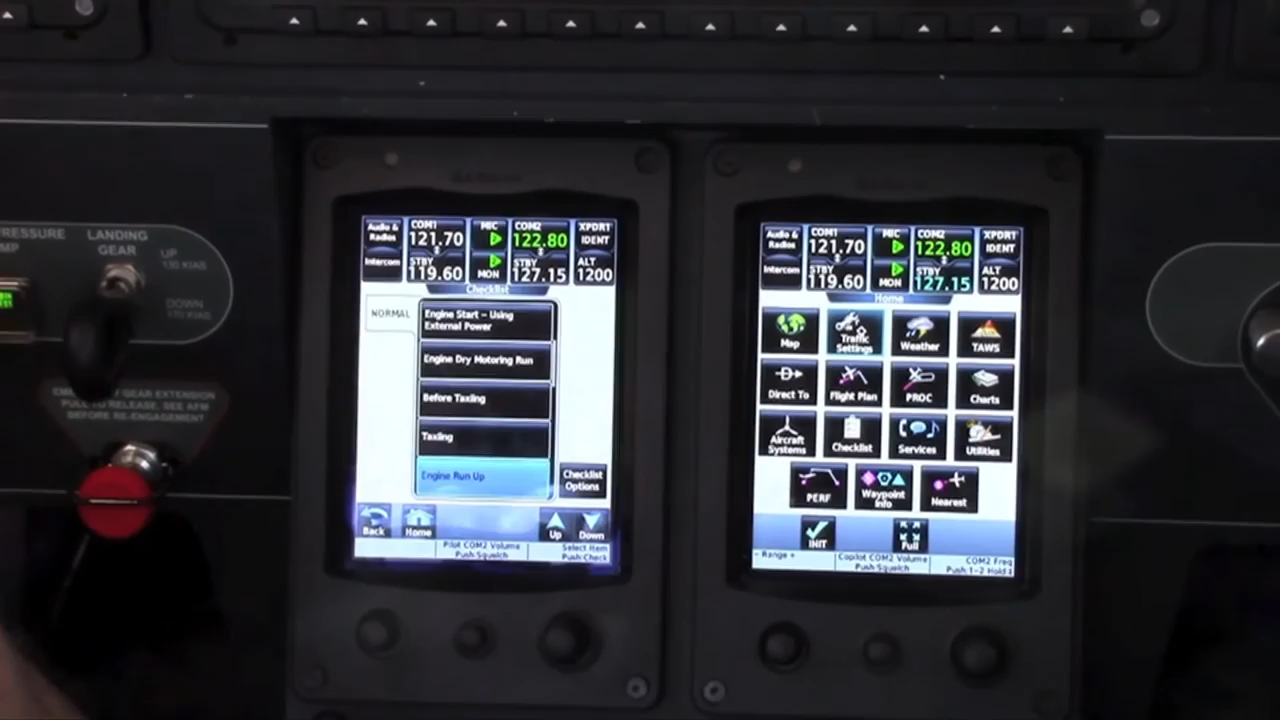 PRESSURE
LANDING
GEAR
UP
130 KIAS
DOWN
170 KIAS
GEAR EXTENSION
PULL TO RELEASE. SEE AFM
BEFORE RE-ENGAGEMENT
Audio &
Radios
Intercom
COM1
121.70
STBY
119.60
MIC
MON
COM2
122.80
STBY
127.15
XPDR1
IDENT
ALT
1200
Checklist
NORMAL
Engine Start - Using
External Power
Engine Dry Motoring Run
Before Taxiing
Taxiing
Engine Run Up
Checklist
Options
Back
Home
Up
Down
Pilot COM2 Volume
Push:Squelch
Select Item
Push:Check
Audio &
Radios
Intercom
COM1
121.70
STBY
119.60
MIC
MON
COM2
122.80
STBY
127.15
XPDR1
IDENT
ALT
1200
Home
Map
Traffic
Settings
Weather
TAWS
Direct To
Flight Plan
PROC
Charts
Aircraft
Systems
Checklist
Services
Utilities
PERF
Waypoint
Info
Nearest
INIT
Full
- Range +
Copilot COM2 Volume
Push:Squelch
COM2 Freq
Push:1-2 Hold:↕